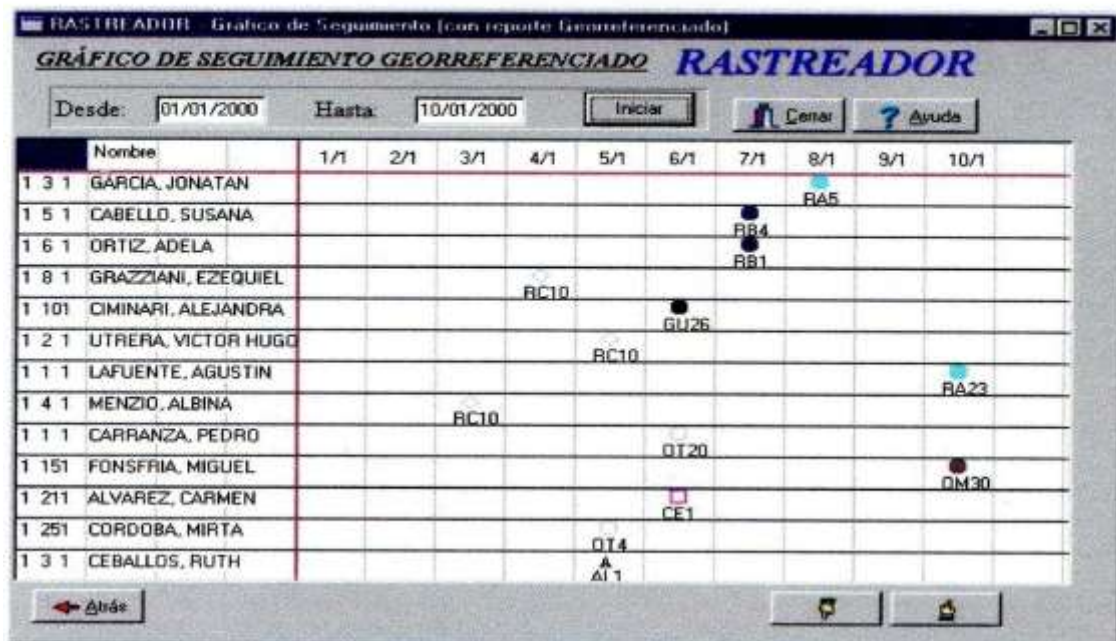 RASTREADOR - Gráfico de Seguimiento (con reporte Georreferenciado)
GRÁFICO DE SEGUIMIENTO GEORREFERENCIADO RASTREADOR
Desde: 01/01/2000 Hasta: 10/01/2000 Iniciar Cerrar Ayuda
Nombre 1/1 2/1 3/1 4/1 5/1 6/1 7/1 8/1 9/1 10/1
1 3 1 GARCIA, JONATAN RA5
1 5 1 CABELLO, SUSANA RB4
1 6 1 ORTIZ, ADELA RB1
1 8 1 GRAZZIANI, EZEQUIEL RC10
1 101 CIMINARI, ALEJANDRA GU26
1 2 1 UTRERA, VICTOR HUGO RC10
1 1 1 LAFUENTE, AGUSTIN RA23
1 4 1 MENZIO, ALBINA RC10
1 1 1 CARRANZA, PEDRO OT20
1 151 FONSFRIA, MIGUEL OM30
1 211 ALVAREZ, CARMEN CE1
1 251 CORDOBA, MIRTA OT4
1 3 1 CEBALLOS, RUTH AL1
Atrás